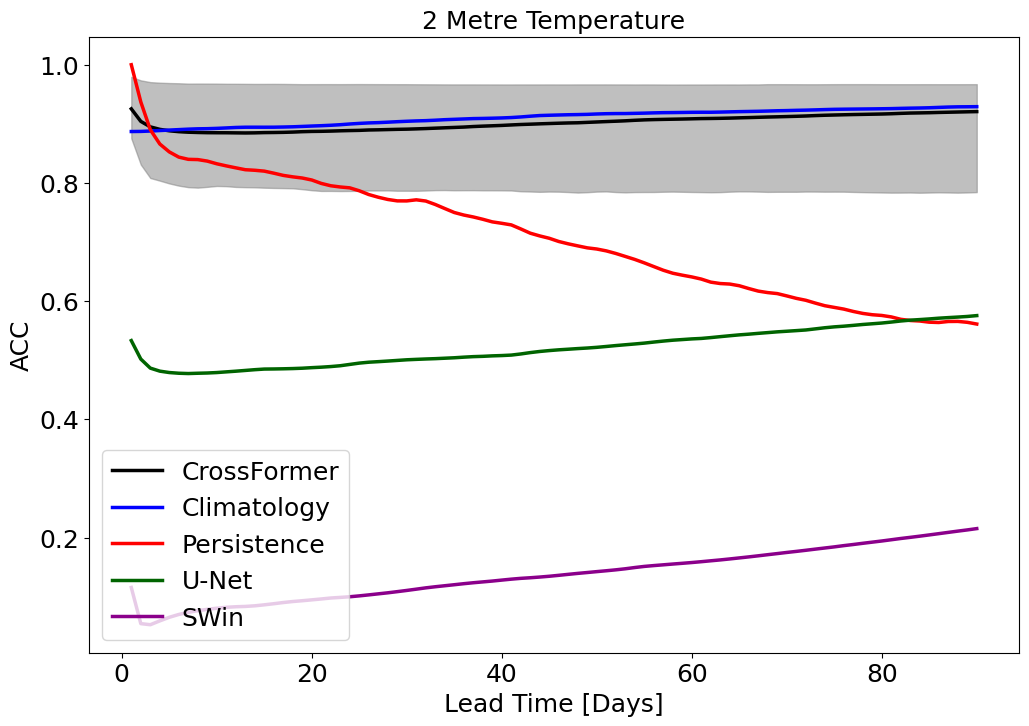 2 Metre Temperature
ACC
1.0
0.8
0.6
0.4
0.2
CrossFormer
Climatology
Persistence
U-Net
SWin
0 20 40 60 80
Lead Time [Days]